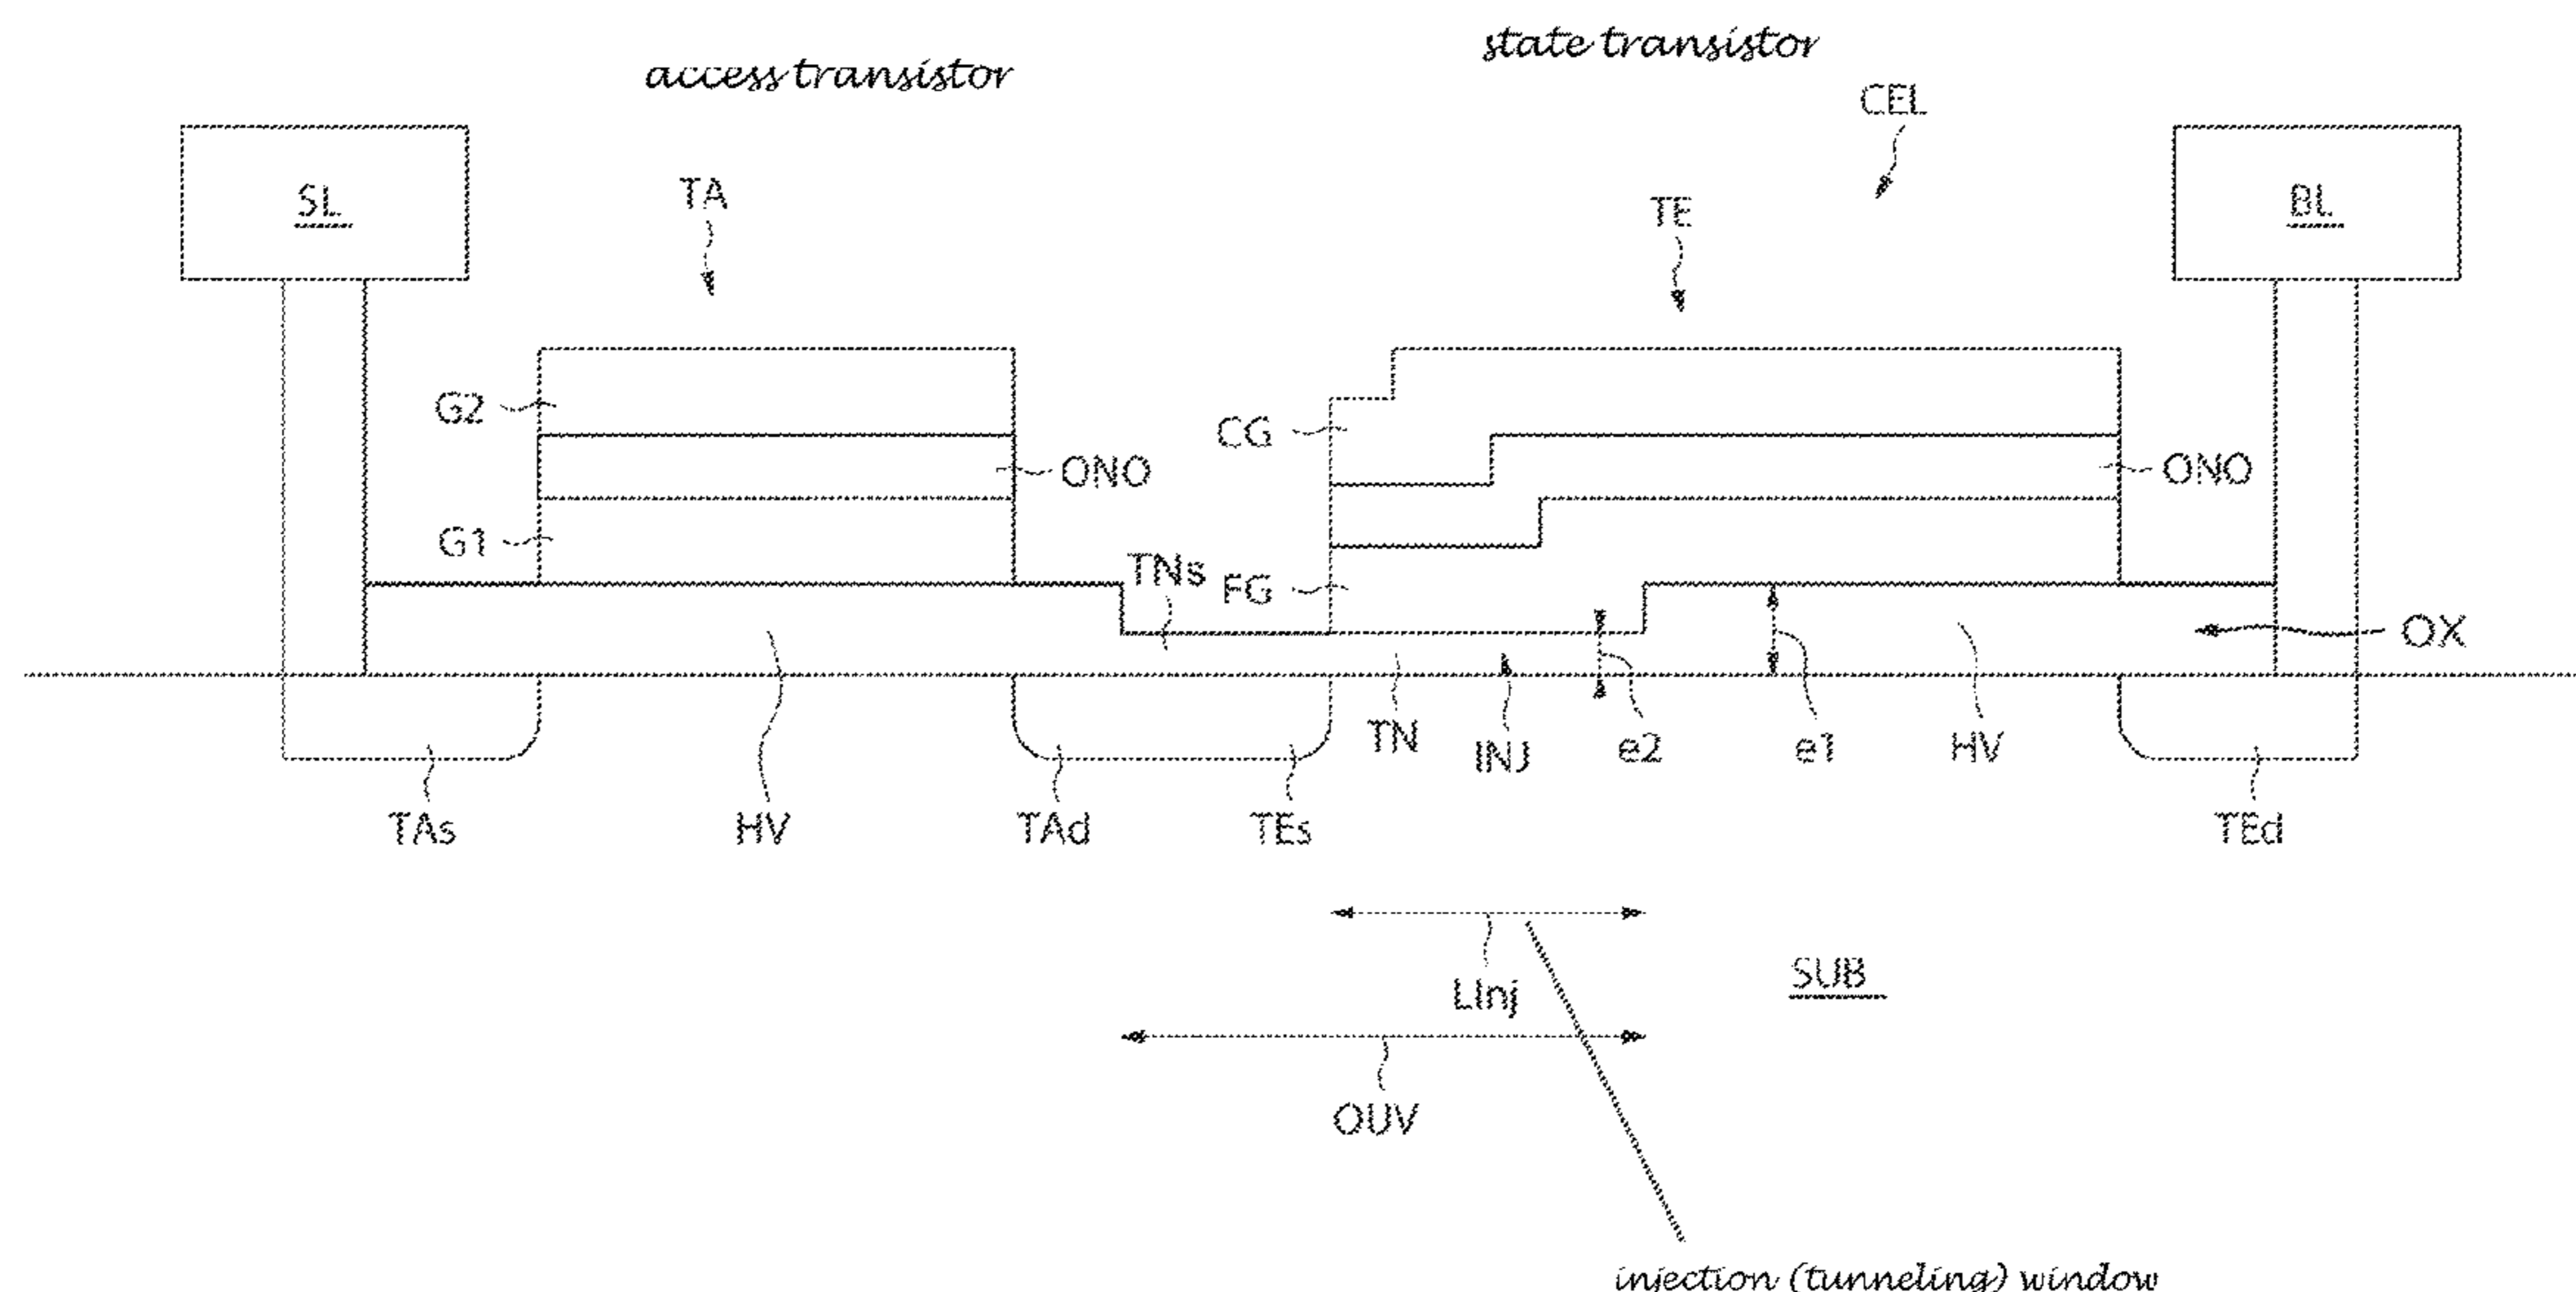 state transistor
access transistor
CEL
SL
TA
TE
BL
G2
CG
ONO
ONO
G1
TNs
FG
OX
TN
INJ
e2
e1
HV
TAs
HV
TAd
TEs
TEd
LInj
SUB
OUV
injection (tunneling) window